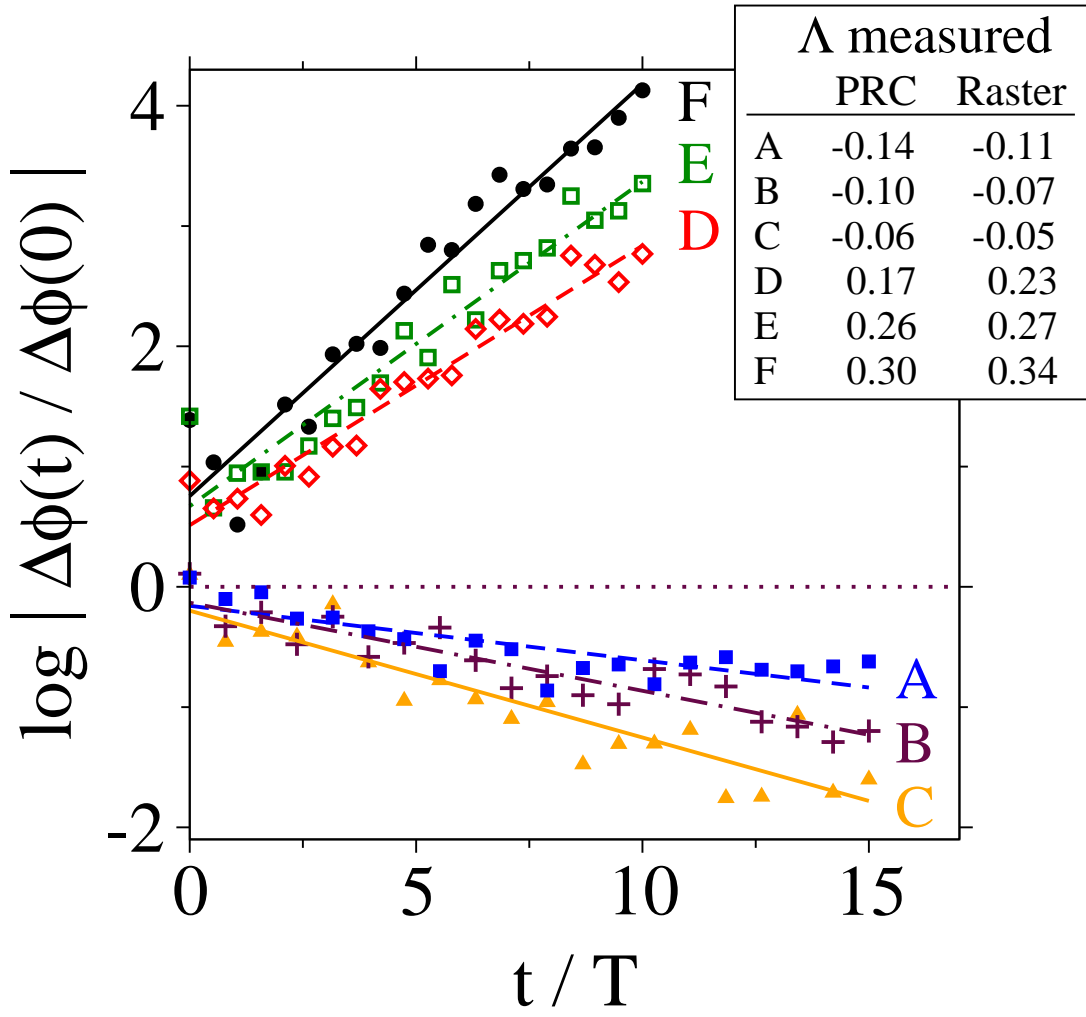 Λ measured
PRC Raster
A -0.14 -0.11
B -0.10 -0.07
C -0.06 -0.05
D 0.17 0.23
E 0.26 0.27
F 0.30 0.34
log | Δϕ(t) / Δϕ(0) |
4
2
0
-2
F
E
D
A
B
C
0 5 10 15
t / T